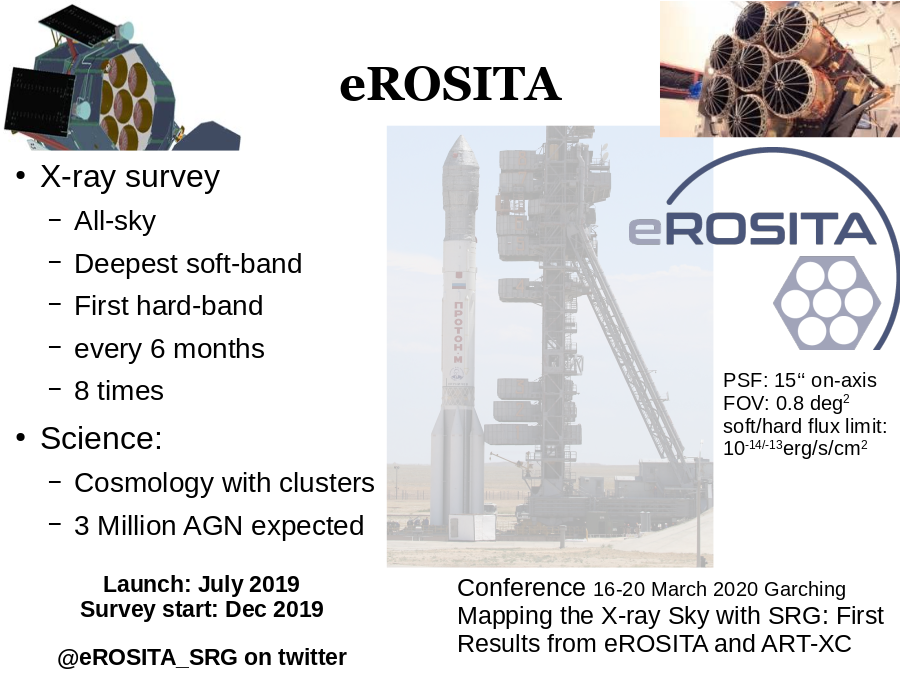 eROSITA
• X-ray survey
– All-sky
– Deepest soft-band
– First hard-band
– every 6 months
– 8 times
• Science:
– Cosmology with clusters
– 3 Million AGN expected
Launch: July 2019
Survey start: Dec 2019
@eROSITA_SRG on twitter
ПРОТОН М
eROSITA
PSF: 15“ on-axis
FOV: 0.8 deg²
soft/hard flux limit:
10^-14/-13 erg/s/cm²
Conference 16-20 March 2020 Garching
Mapping the X-ray Sky with SRG: First
Results from eROSITA and ART-XC